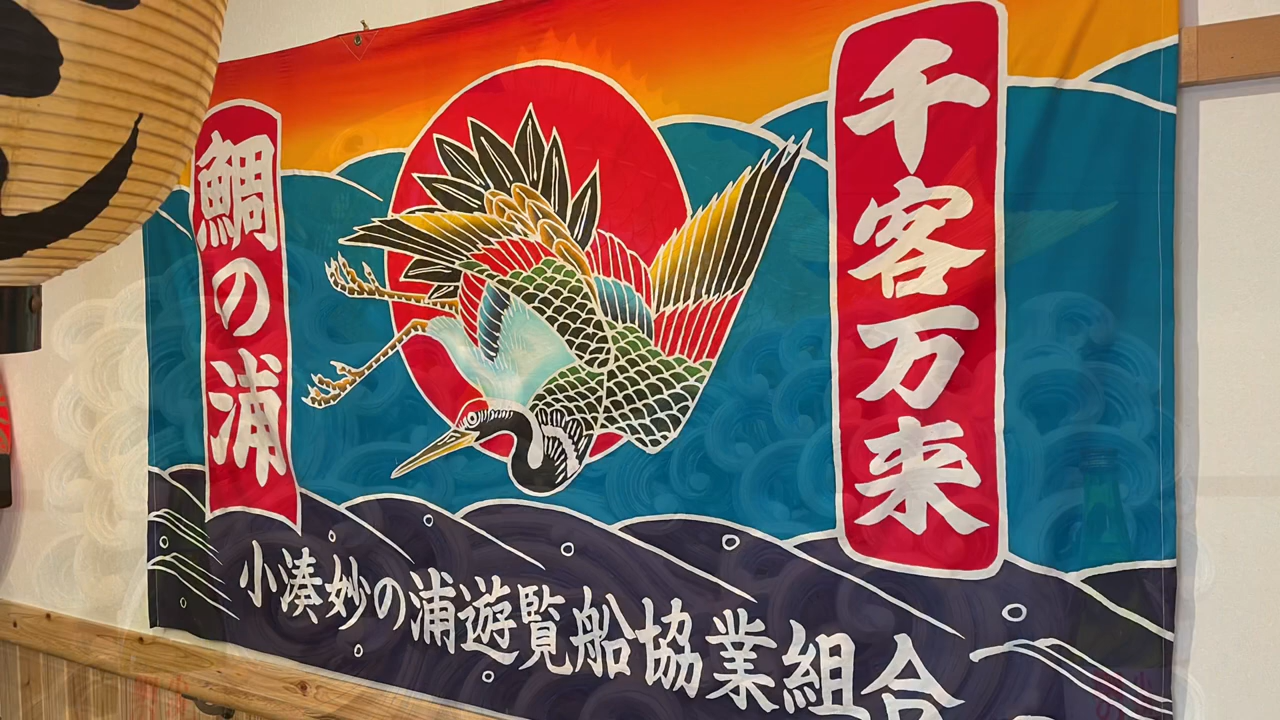 千客万来
鯛の浦
小湊妙の浦遊覧船協業組合